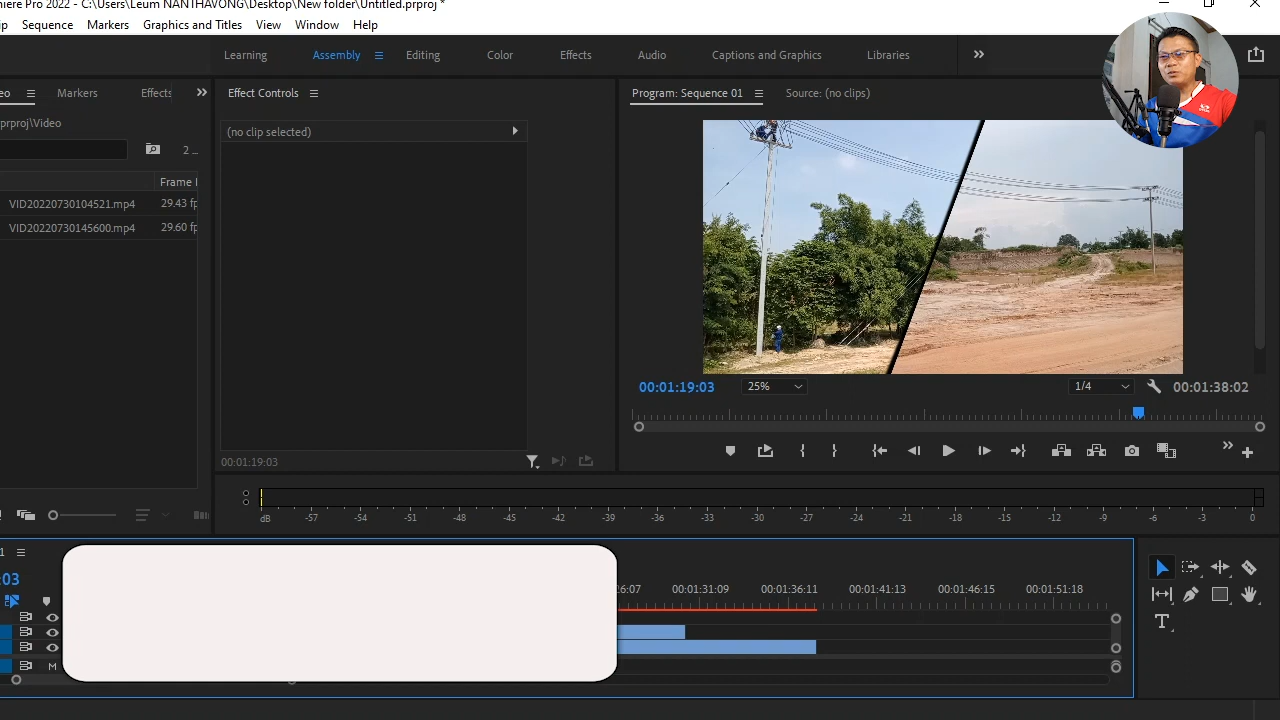 miere Pro 2022 - C:\Users\Leum NANTHAVONG\Desktop\New folder\Untitled.prproj *
ip Sequence Markers Graphics and Titles View Window Help
Learning Assembly Editing Color Effects Audio Captions and Graphics Libraries
eo Markers Effects Effect Controls Program: Sequence 01 Source: (no clips)
prproj\Video
(no clip selected)
2 ...
Frame
VID20220730104521.mp4 29.43 fp
VID20220730145600.mp4 29.60 fp
00:01:19:03 25% 1/4 00:01:38:02
00:01:19:03
dB -57 -54 -51 -48 -45 -42 -39 -36 -33 -30 -27 -24 -21 -18 -15 -12 -9 -6 -3 0
1
:03
26:07 00:01:31:09 00:01:36:11 00:01:41:13 00:01:46:15 00:01:51:18
M
T